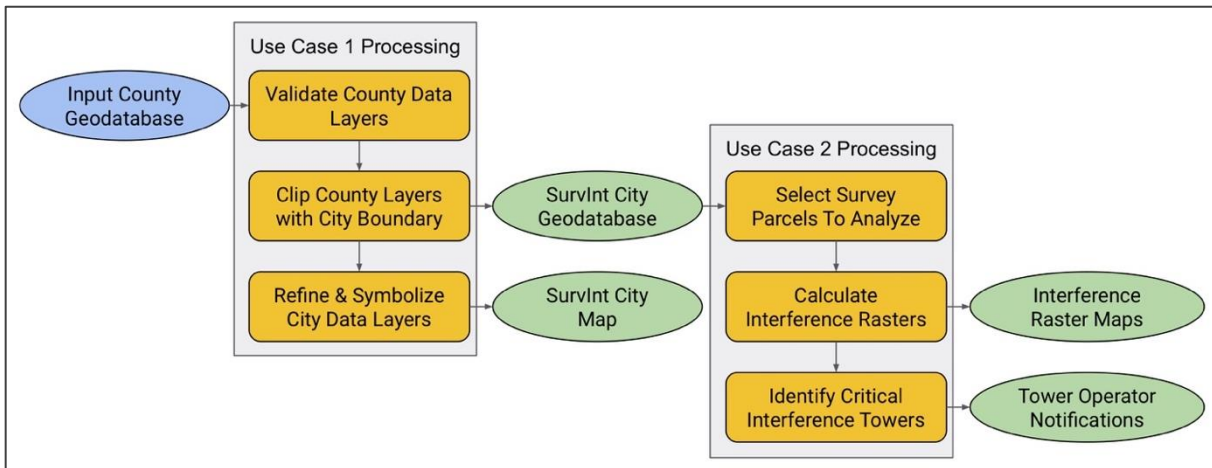 Use Case 1 Processing
Input County
Geodatabase
Validate County Data
Layers
Clip County Layers
with City Boundary
SurvInt City
Geodatabase
Refine & Symbolize
City Data Layers
SurvInt City
Map
Use Case 2 Processing
Select Survey
Parcels To Analyze
Calculate
Interference Rasters
Interference
Raster Maps
Identify Critical
Interference Towers
Tower Operator
Notifications